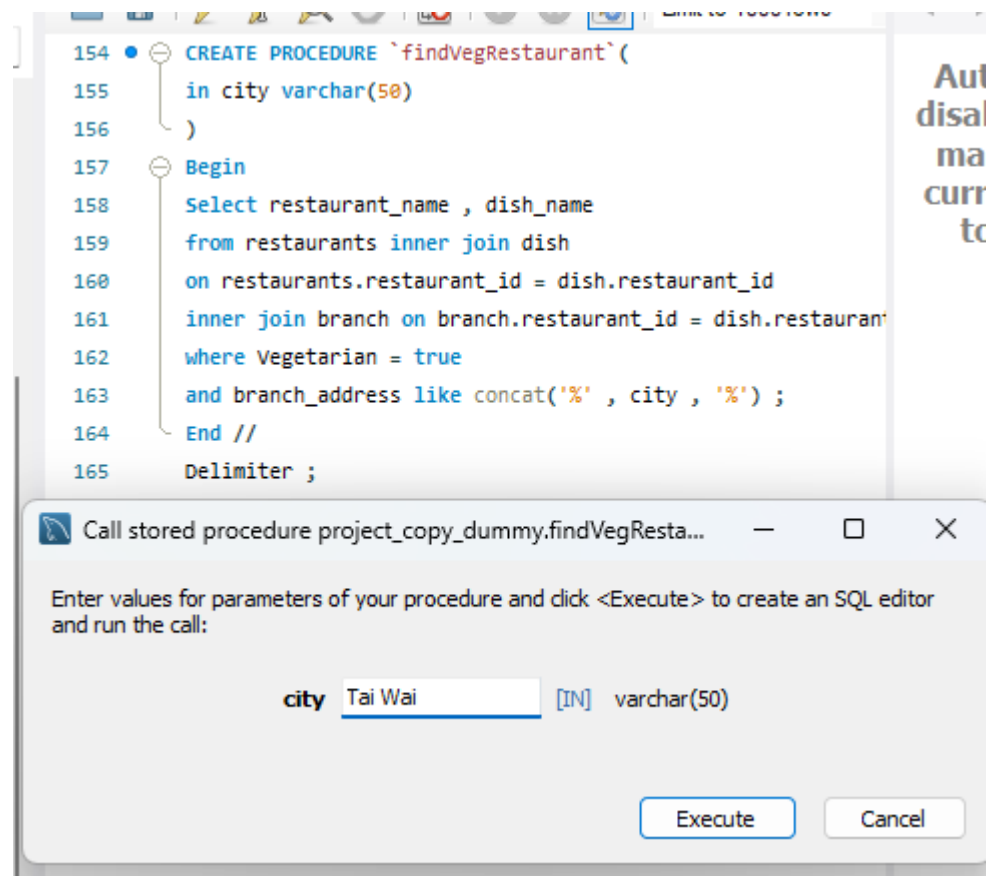 154 CREATE PROCEDURE `findVegRestaurant`(
155 in city varchar(50)
156 )
157 Begin
158 Select restaurant_name , dish_name
159 from restaurants inner join dish
160 on restaurants.restaurant_id = dish.restaurant_id
161 inner join branch on branch.restaurant_id = dish.restaurant
162 where Vegetarian = true
163 and branch_address like concat('%' , city , '%') ;
164 End //
165 Delimiter ;
Call stored procedure project_copy_dummy.findVegResta...
Enter values for parameters of your procedure and click <Execute> to create an SQL editor
and run the call:
city Tai Wai [IN] varchar(50)
Execute Cancel